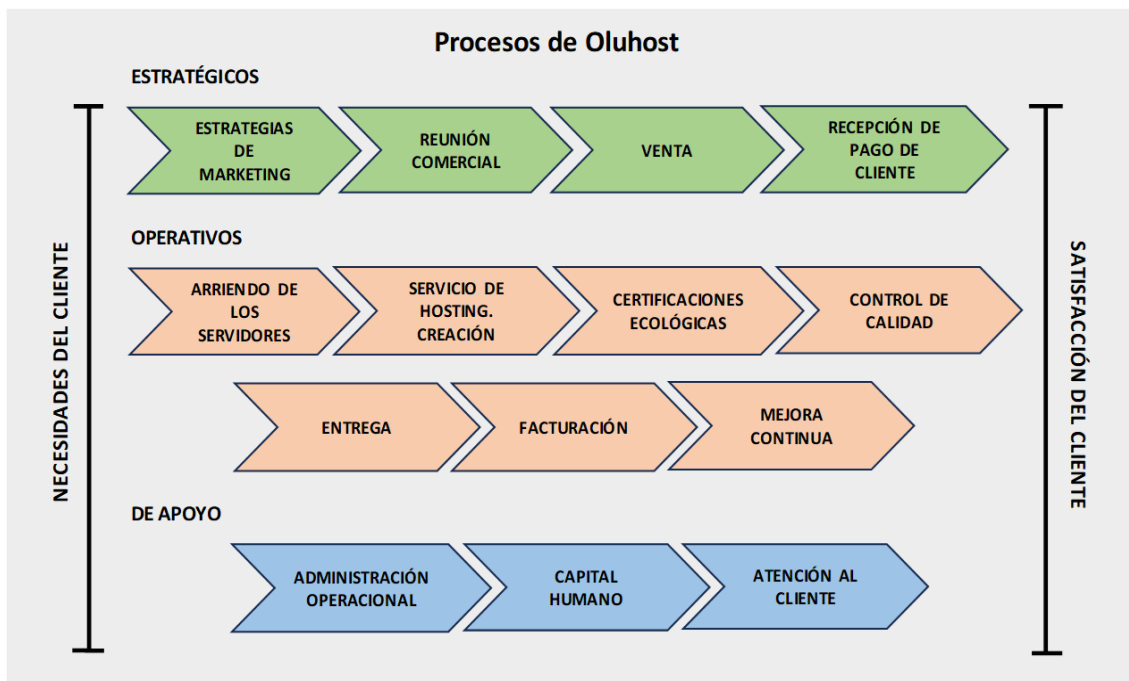 Procesos de Oluhost
ESTRATÉGICOS
ESTRATEGIAS
DE
MARKETING
REUNIÓN
COMERCIAL
VENTA
RECEPCIÓN DE
PAGO DE
CLIENTE
OPERATIVOS
ARRIENDO DE
LOS
SERVIDORES
SERVICIO DE
HOSTING.
CREACIÓN
CERTIFICACIONES
ECOLÓGICAS
CONTROL DE
CALIDAD
ENTREGA
FACTURACIÓN
MEJORA
CONTINUA
DE APOYO
ADMINISTRACIÓN
OPERACIONAL
CAPITAL
HUMANO
ATENCIÓN AL
CLIENTE
NECESIDADES DEL CLIENTE
SATISFACCIÓN DEL CLIENTE